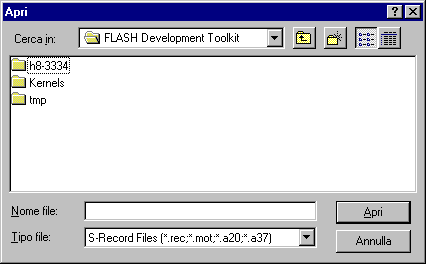 Apri
Cerca in: FLASH Development Toolkit
h8-3334
Kernels
tmp
Nome file: Apri
Tipo file: S-Record Files (*.rec;*.mot;*.a20;*.a37) Annulla